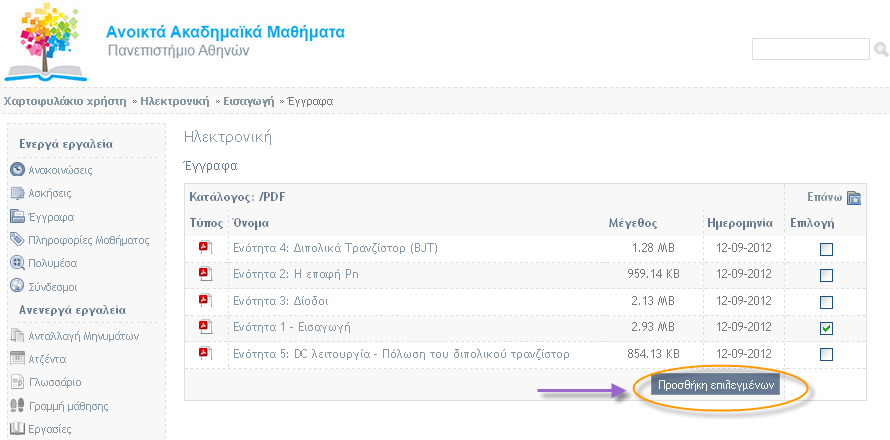 Ανοικτά Ακαδημαϊκά Μαθήματα
Πανεπιστήμιο Αθηνών
Χαρτοφυλάκιο χρήστη » Ηλεκτρονική » Εισαγωγή » Έγγραφα
Ενεργά εργαλεία
Ανακοινώσεις
Ασκήσεις
Έγγραφα
Πληροφορίες Μαθήματος
Πολυμέσα
Σύνδεσμοι
Ανενεργά εργαλεία
Ανταλλαγή Μηνυμάτων
Ατζέντα
Γλωσσάριο
Γραμμή μάθησης
Εργασίες
Ηλεκτρονική
Έγγραφα
Κατάλογος: /PDF Επάνω
Τύπος Όνομα Μέγεθος Ημερομηνία Επιλογή
Ενότητα 4: Διπολικά Τρανζίστορ (BJT) 1.28 MB 12-09-2012
Ενότητα 2: Η επαφή Pn 959.14 KB 12-09-2012
Ενότητα 3: Δίοδοι 2.13 MB 12-09-2012
Ενότητα 1 - Εισαγωγή 2.93 MB 12-09-2012
Ενότητα 5: DC λειτουργία - Πόλωση του διπολικού τρανζίστορ 854.13 KB 12-09-2012
Προσθήκη επιλεγμένων